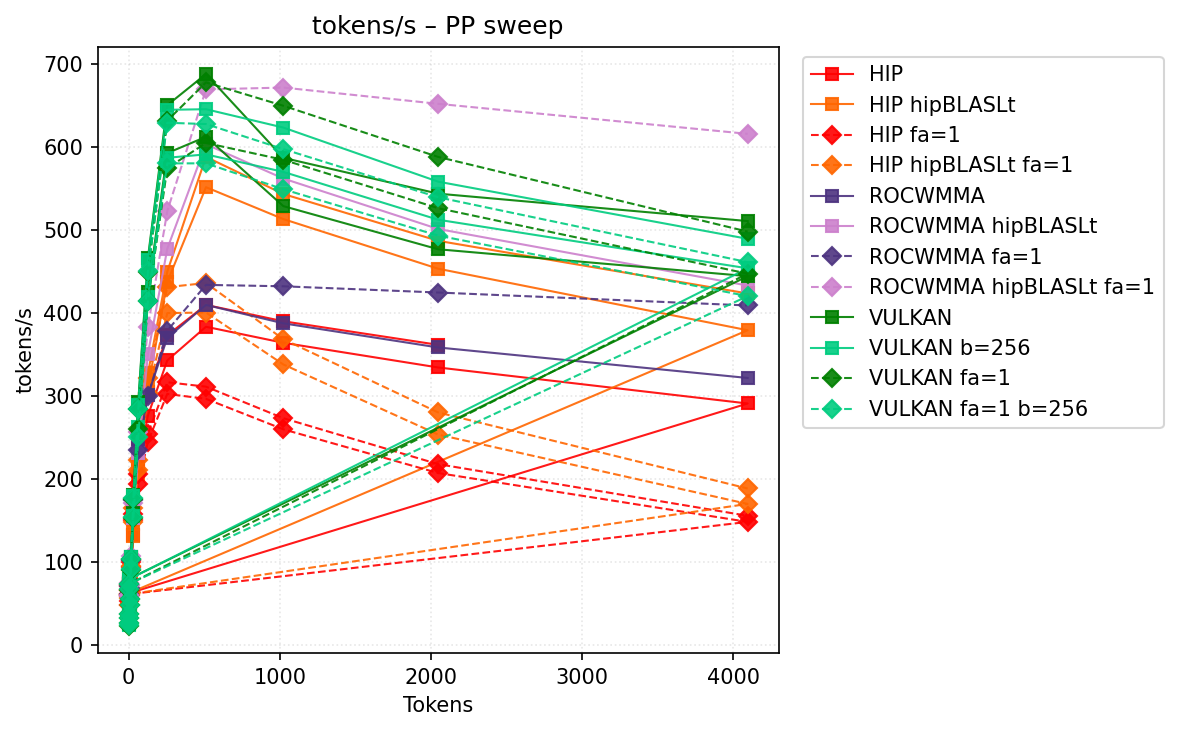 tokens/s – PP sweep
tokens/s
700
600
500
400
300
200
100
0
0
1000
2000
3000
4000
Tokens
HIP
HIP hipBLASLt
HIP fa=1
HIP hipBLASLt fa=1
ROCWMMA
ROCWMMA hipBLASLt
ROCWMMA fa=1
ROCWMMA hipBLASLt fa=1
VULKAN
VULKAN b=256
VULKAN fa=1
VULKAN fa=1 b=256